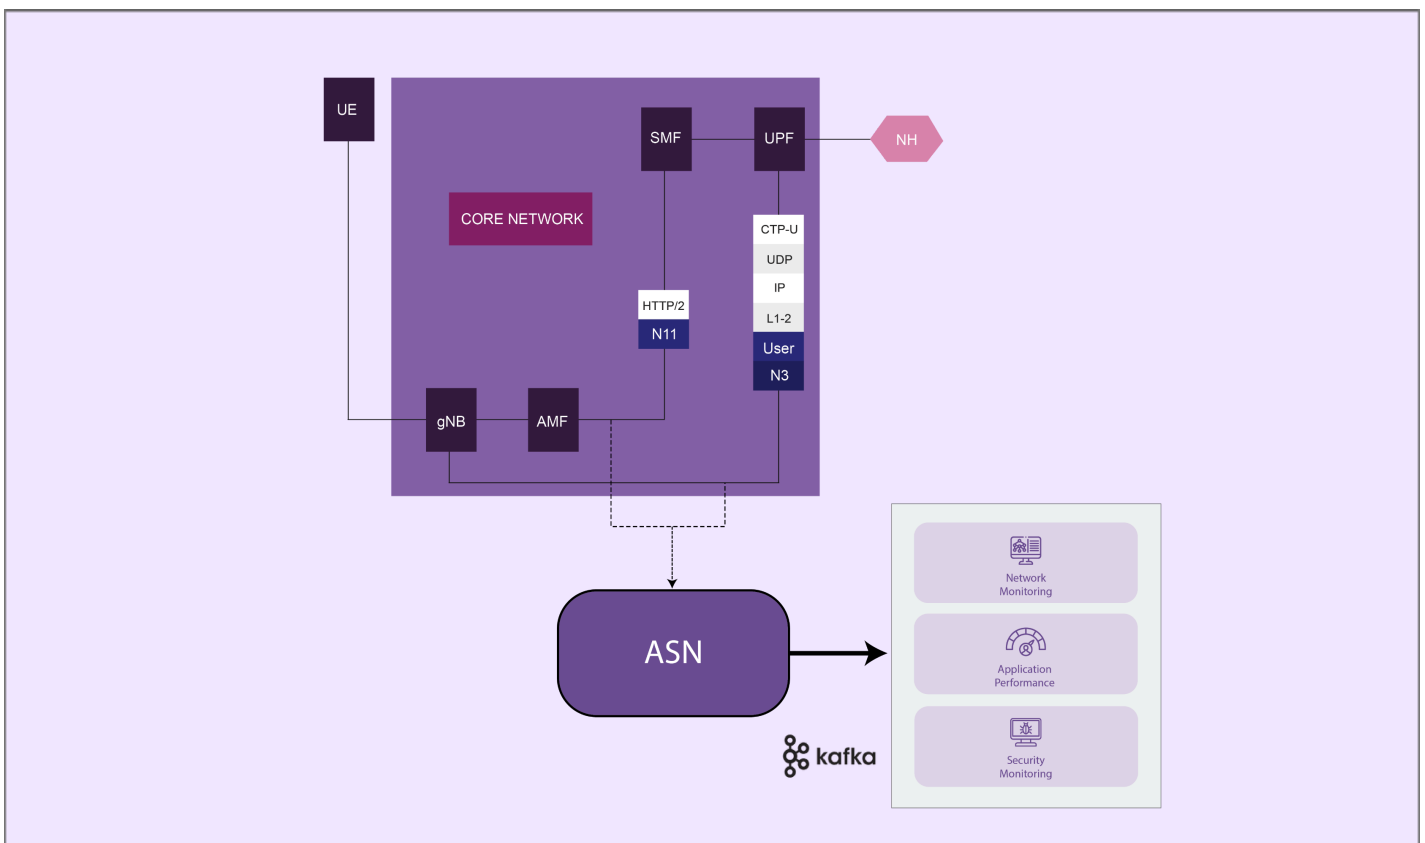 UE
SMF
UPF
NH
CORE NETWORK
CTP-U
UDP
IP
L1-2
User
N3
HTTP/2
N11
gNB
AMF
ASN
kafka
Network
Monitoring
Application
Performance
Security
Monitoring